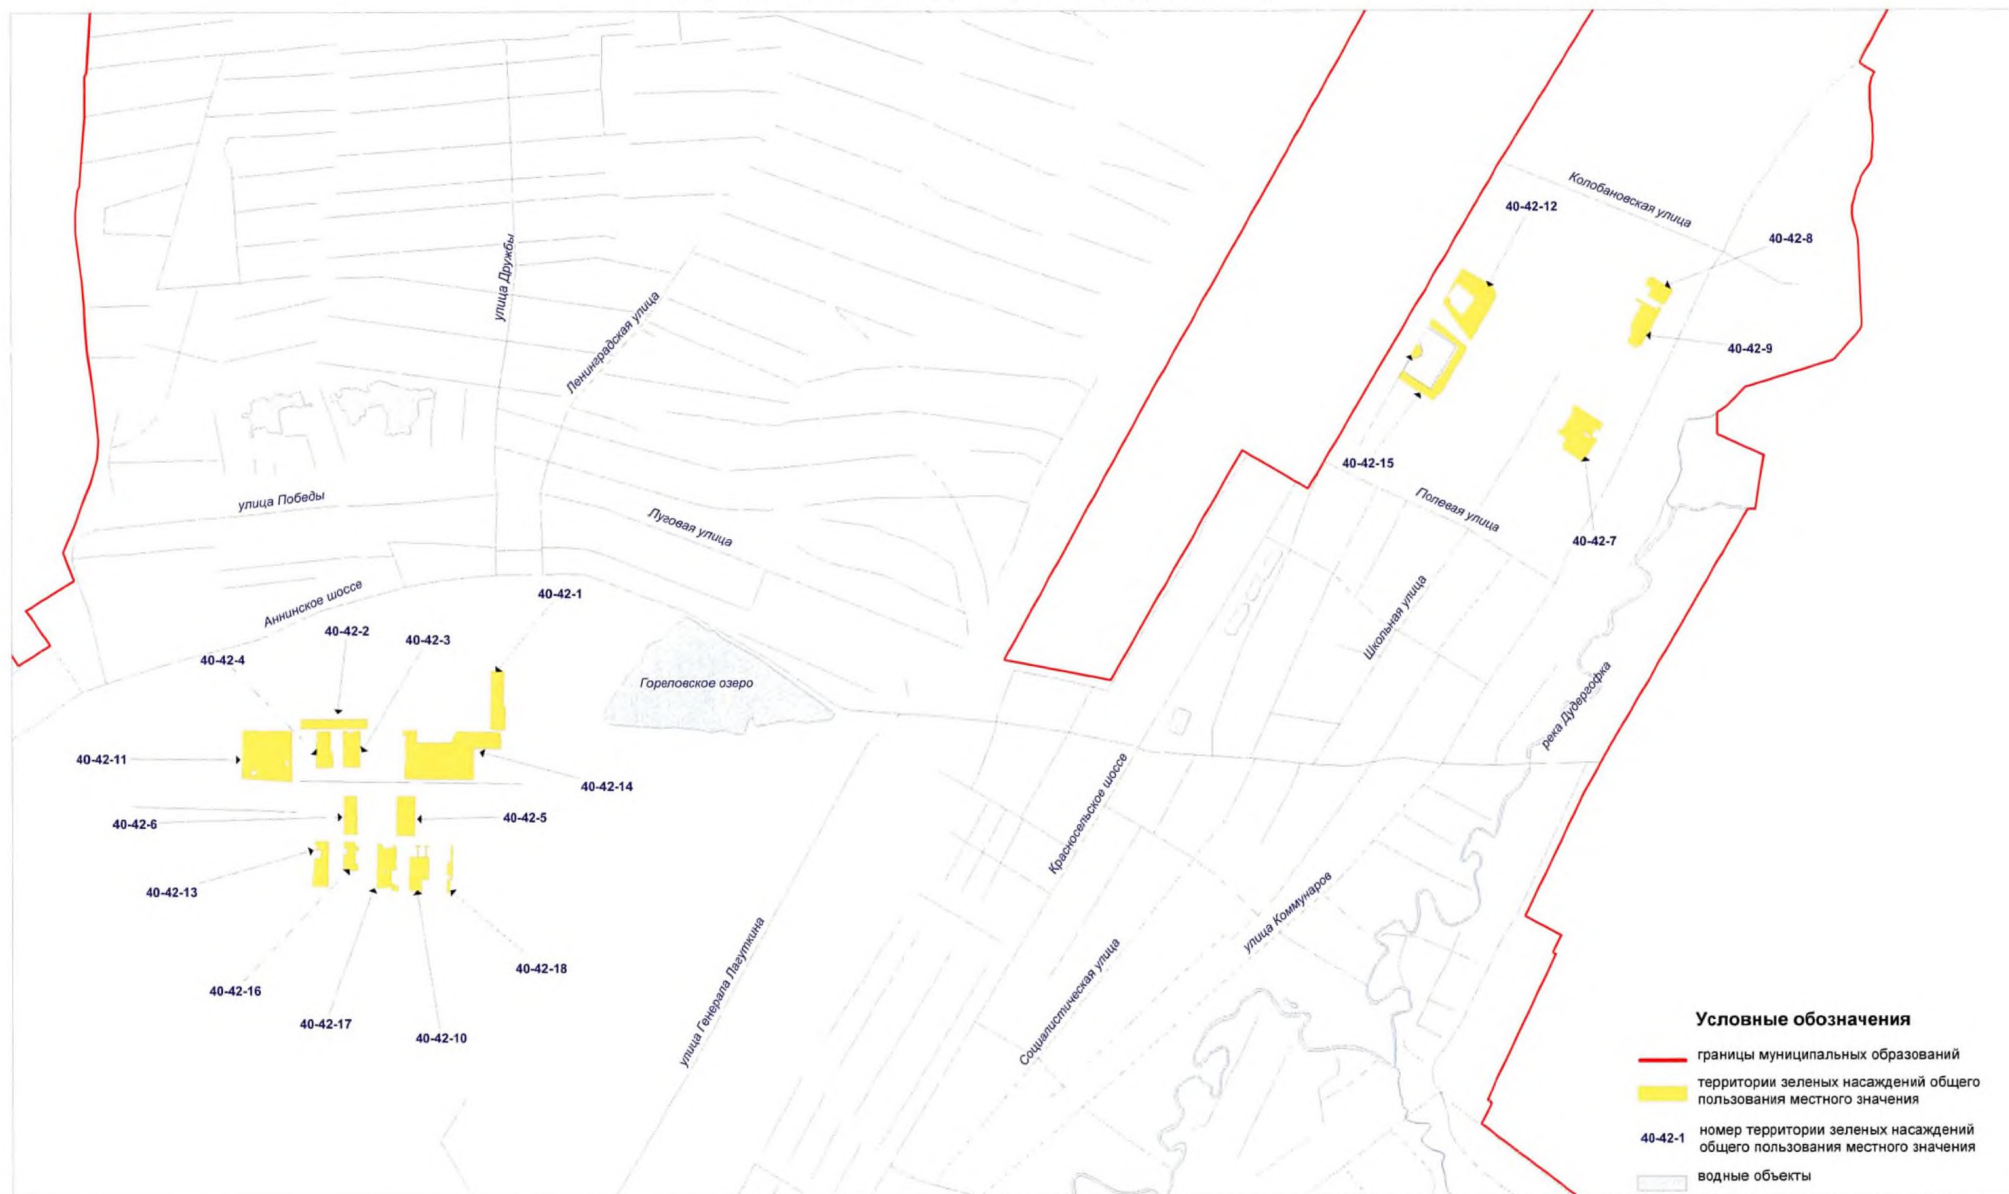 Колобановская улица
40-42-12
40-42-8
улица Дружбы
Ленинградская улица
40-42-9
40-42-15
улица Победы
Луговая улица
Полевая улица
40-42-7
Аннинское шоссе
40-42-1
Школьная улица
40-42-2
40-42-3
40-42-4
Гореловское озеро
река Дудергофка
40-42-11
40-42-14
40-42-6
40-42-5
Красносельское шоссе
40-42-13
улица Коммунаров
40-42-18
40-42-16
улица Генерала Лагуткина
Социалистическая улица
40-42-17
40-42-10
Условные обозначения
границы муниципальных образований
территории зеленых насаждений общего
пользования местного значения
40-42-1
номер территории зеленых насаждений
общего пользования местного значения
водные объекты